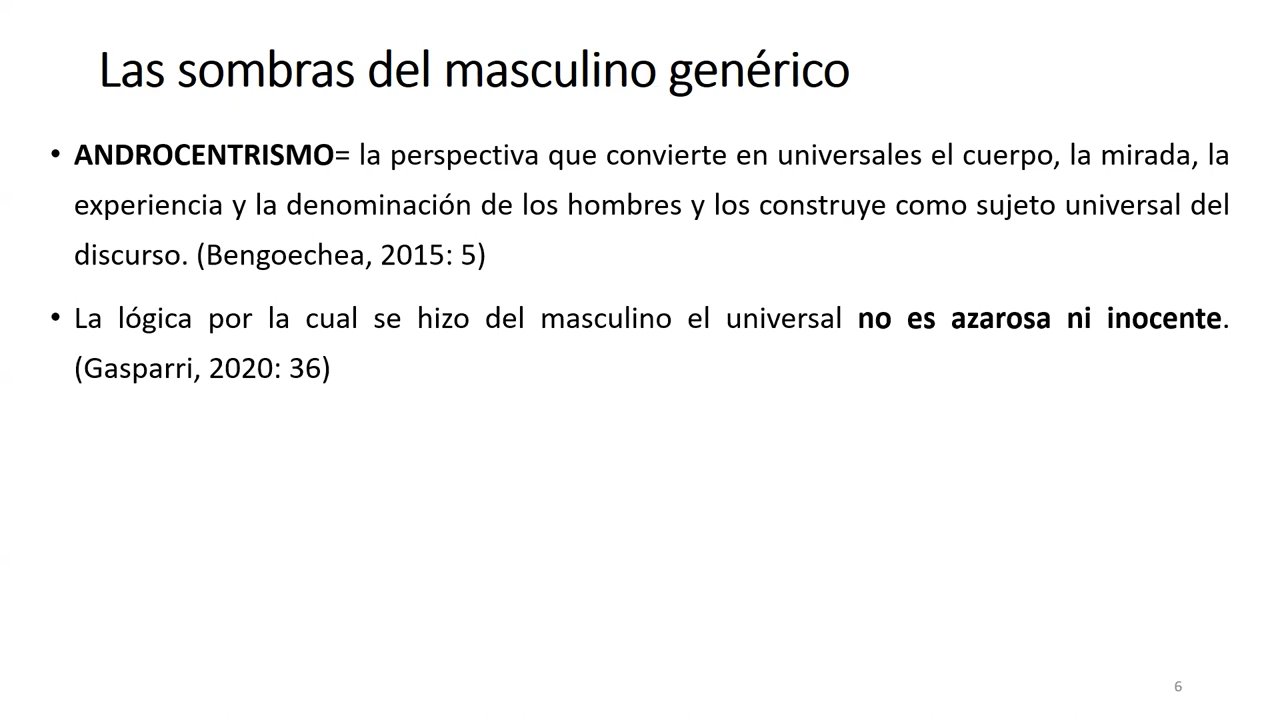 Las sombras del masculino genérico
• ANDROCENTRISMO= la perspectiva que convierte en universales el cuerpo, la mirada, la
experiencia y la denominación de los hombres y los construye como sujeto universal del
discurso. (Bengoechea, 2015: 5)
• La lógica por la cual se hizo del masculino el universal no es azarosa ni inocente.
(Gasparri, 2020: 36)
6